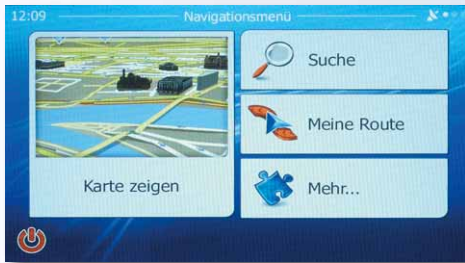 12:09
Navigationsmenü
Suche
Meine Route
Karte zeigen
Mehr...